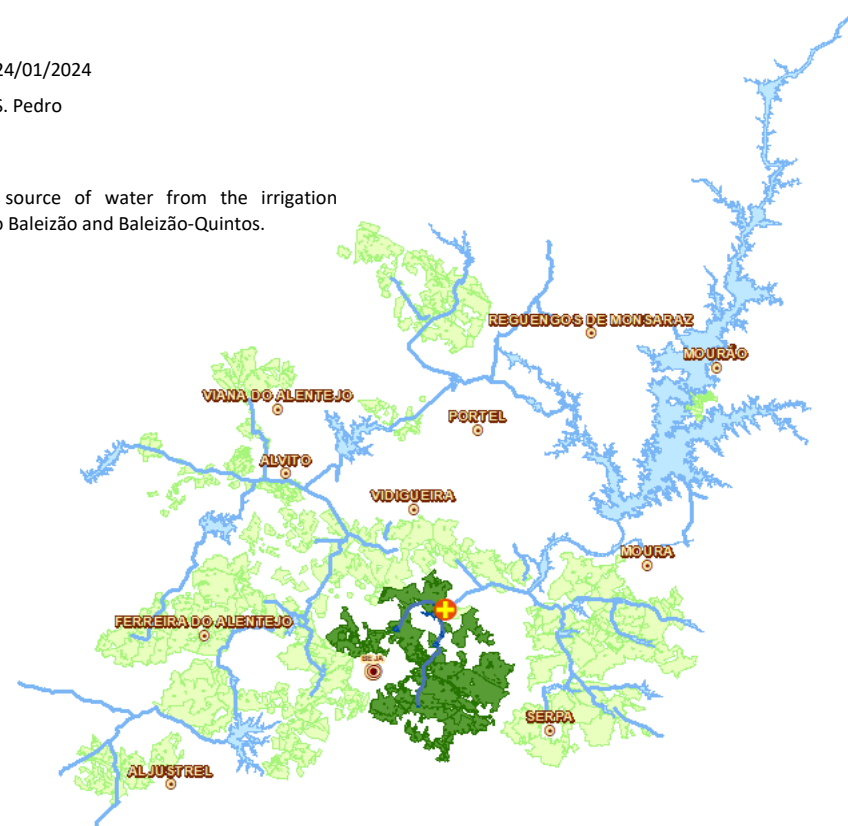 24/01/2024
S. Pedro
source of water from the irrigation
Baleizão and Baleizão-Quintos.
REGUENGOS DE MONSARAZ
MOURÃO
VIANA DO ALENTEJO
PORTEL
ALVITO
VIDIGUEIRA
MOURA
FERREIRA DO ALENTEJO
BEJA
SERPA
ALJUSTREL